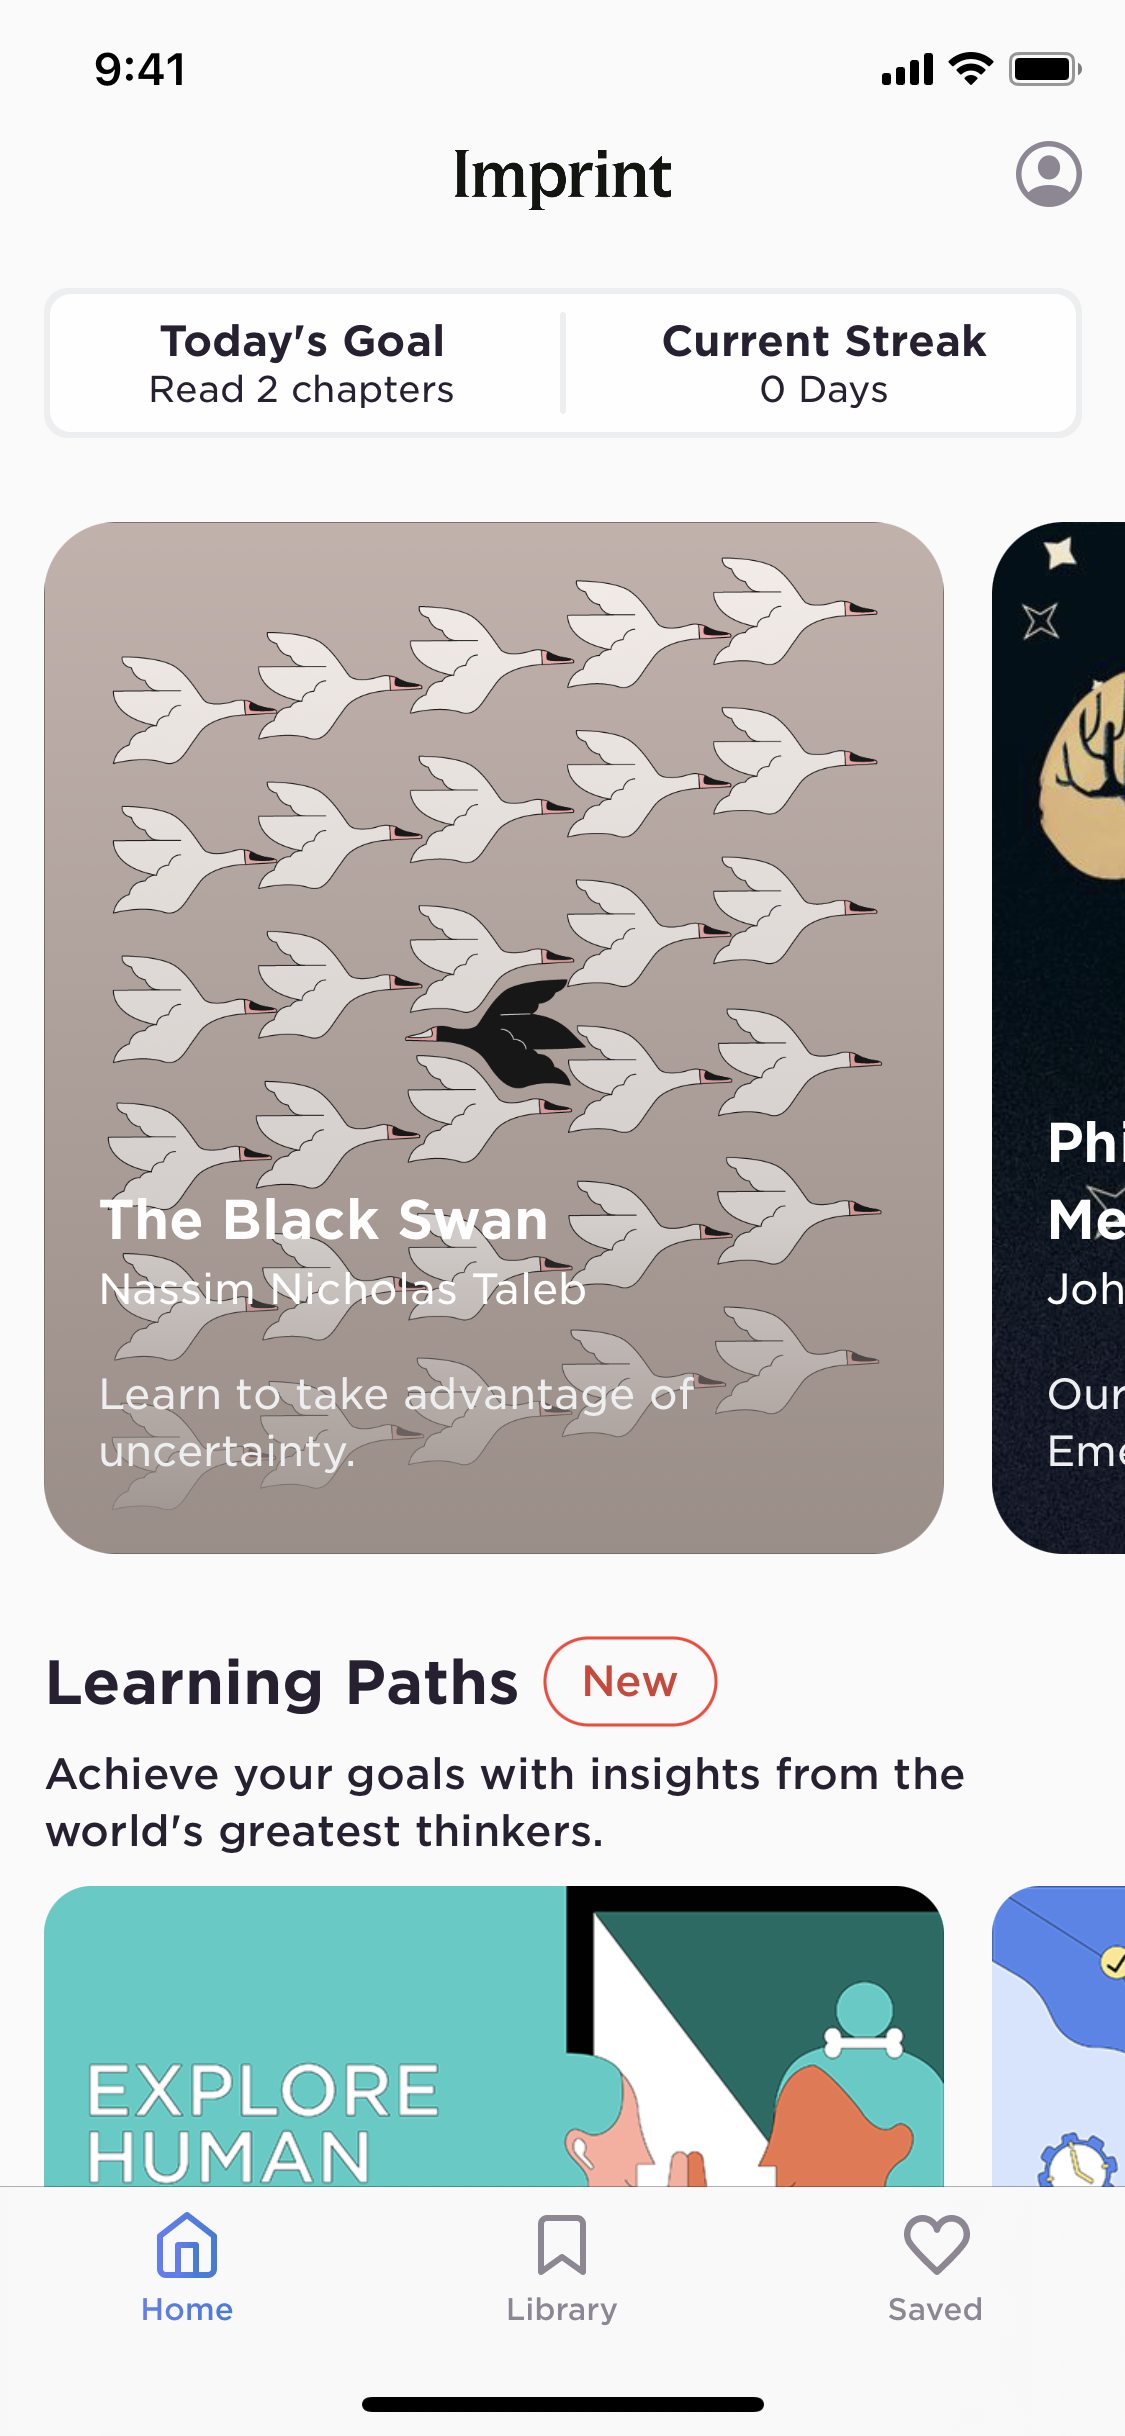 9:41
Imprint
Today's Goal
Read 2 chapters
Current Streak
0 Days
The Black Swan
Nassim Nicholas Taleb
Learn to take advantage of
uncertainty.
Phi
Me
Joh
Our
Eme
Learning Paths
New
Achieve your goals with insights from the
world's greatest thinkers.
EXPLORE
HUMAN
Home
Library
Saved